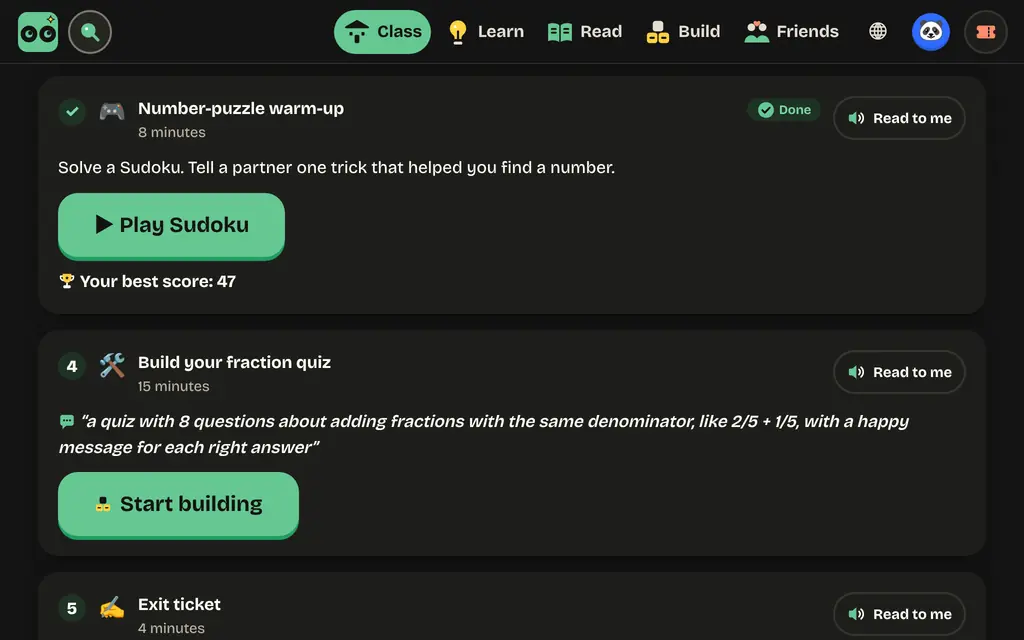 Class
Learn
Read
Build
Friends
Number-puzzle warm-up
8 minutes
Done
Read to me
Solve a Sudoku. Tell a partner one trick that helped you find a number.
Play Sudoku
Your best score: 47
4
Build your fraction quiz
15 minutes
Read to me
“a quiz with 8 questions about adding fractions with the same denominator, like 2/5 + 1/5, with a happy
message for each right answer”
Start building
5
Exit ticket
4 minutes
Read to me